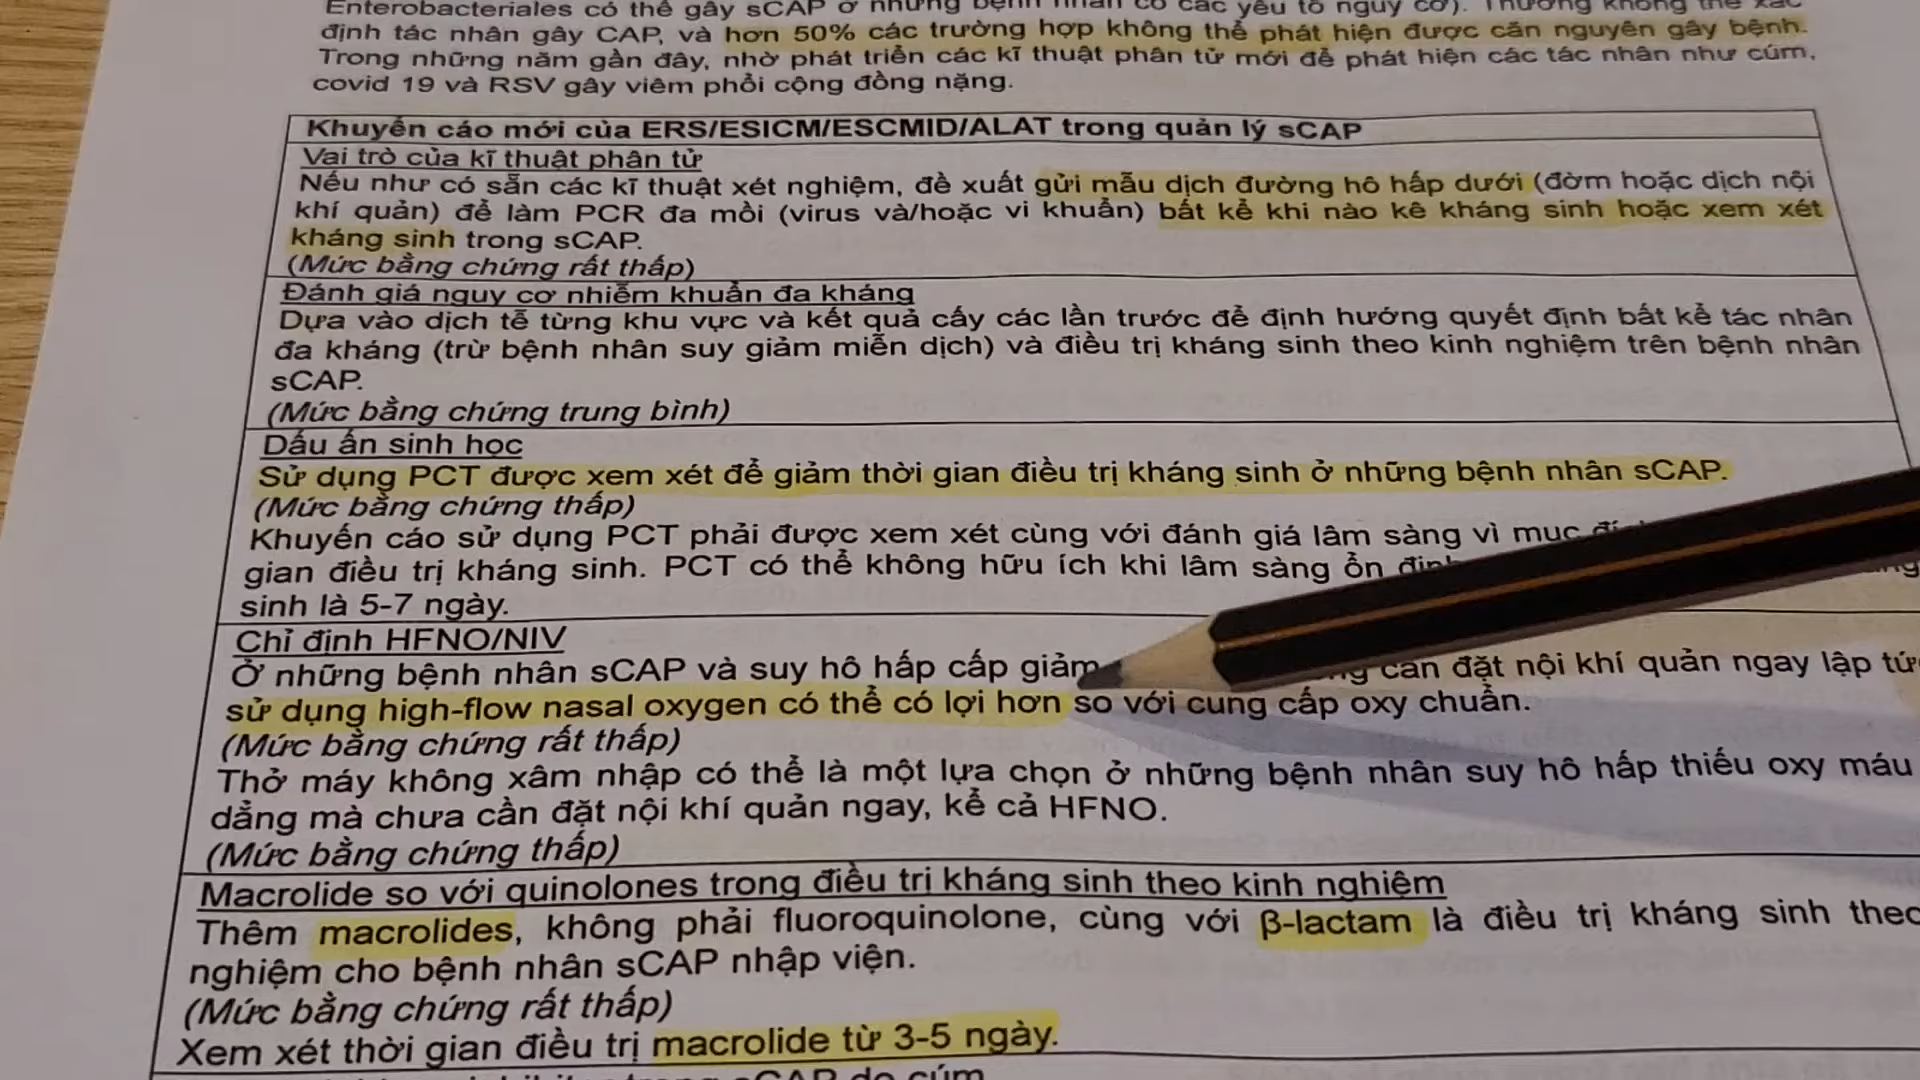 Enterobacteriales có thể gây sCAP ở những bệnh nhân có các yếu tố nguy cơ). Thường không thể xác
định tác nhân gây CAP, và hơn 50% các trường hợp không thể phát hiện được căn nguyên gây bệnh.
Trong những năm gần đây, nhờ phát triển các kĩ thuật phân tử mới để phát hiện các tác nhân như cúm,
covid 19 và RSV gây viêm phổi cộng đồng nặng.
Khuyến cáo mới của ERS/ESICM/ESCMID/ALAT trong quản lý sCAP
Vai trò của kĩ thuật phân tử
Nếu như có sẵn các kĩ thuật xét nghiệm, đề xuất gửi mẫu dịch đường hô hấp dưới (đờm hoặc dịch nội
khí quản) để làm PCR đa mồi (virus và/hoặc vi khuẩn) bất kể khi nào kê kháng sinh hoặc xem xét
kháng sinh trong sCAP.
(Mức bằng chứng rất thấp)
Đánh giá nguy cơ nhiễm khuẩn đa kháng
Dựa vào dịch tễ từng khu vực và kết quả cấy các lần trước để định hướng quyết định bất kể tác nhân
đa kháng (trừ bệnh nhân suy giảm miễn dịch) và điều trị kháng sinh theo kinh nghiệm trên bệnh nhân
sCAP.
(Mức bằng chứng trung bình)
Dấu ấn sinh học
Sử dụng PCT được xem xét để giảm thời gian điều trị kháng sinh ở những bệnh nhân sCAP.
(Mức bằng chứng thấp)
Khuyến cáo sử dụng PCT phải được xem xét cùng với đánh giá lâm sàng vì mục
gian điều trị kháng sinh. PCT có thể không hữu ích khi lâm sàng ổn định
sinh là 5-7 ngày.
Chỉ định HFNO/NIV
Ở những bệnh nhân sCAP và suy hô hấp cấp giảm cần đặt nội khí quản ngay lập tức
sử dụng high-flow nasal oxygen có thể có lợi hơn so với cung cấp oxy chuẩn.
(Mức bằng chứng rất thấp)
Thở máy không xâm nhập có thể là một lựa chọn ở những bệnh nhân suy hô hấp thiếu oxy máu
dẳng mà chưa cần đặt nội khí quản ngay, kể cả HFNO.
(Mức bằng chứng thấp)
Macrolide so với quinolones trong điều trị kháng sinh theo kinh nghiệm
Thêm macrolides, không phải fluoroquinolone, cùng với β-lactam là điều trị kháng sinh theo
nghiệm cho bệnh nhân sCAP nhập viện.
(Mức bằng chứng rất thấp)
Xem xét thời gian điều trị macrolide từ 3-5 ngày.
sCAP do cúm